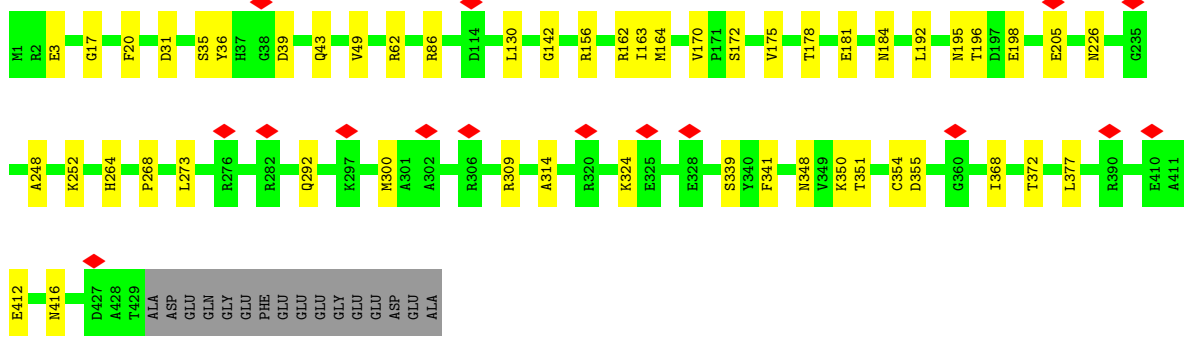 M1 R2 E3 G17 F20 D31 S35 Y36 H37 G38 D39 Q43 V49 R62 R86 D114 L130 G142 R156 R162 I163 M164 V170 P171 S172 V175 T178 E181 N184 L192 N195 T196 D197 E198 E205 N226 G235
A248 K252 H264 P268 L273 R276 R282 Q292 K297 M300 A301 A302 R306 R309 A314 R320 K324 E325 E328 S339 Y340 F341 N348 V349 K350 T351 C354 D355 G360 I368 T372 L377 R390 E410 A411
E412 N416 D427 A428 T429 ALA ASP GLU GLN GLY GLU PHE GLU GLU GLU GLY GLU GLU ASP GLU ALA